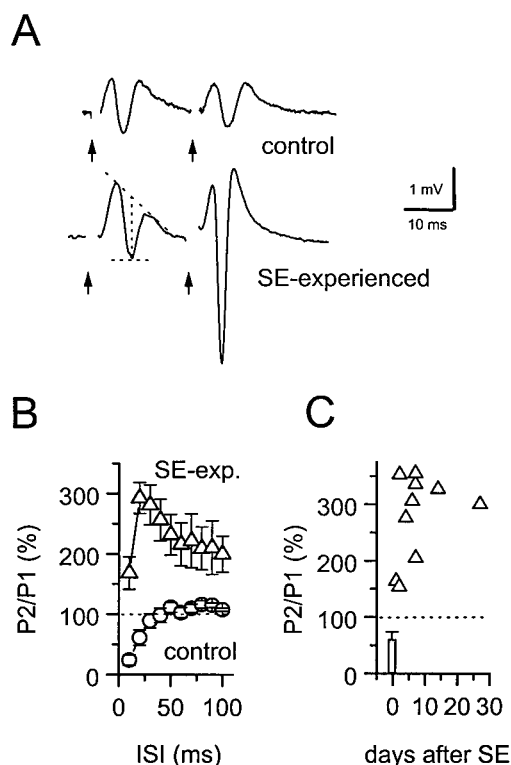 A
control
1 mV
10 ms
SE-experienced
B
SE-exp.
300
200
100
0
P2/P1 (%)
control
0 50 100
ISI (ms)
C
300
200
100
0
P2/P1 (%)
0 10 20 30
days after SE